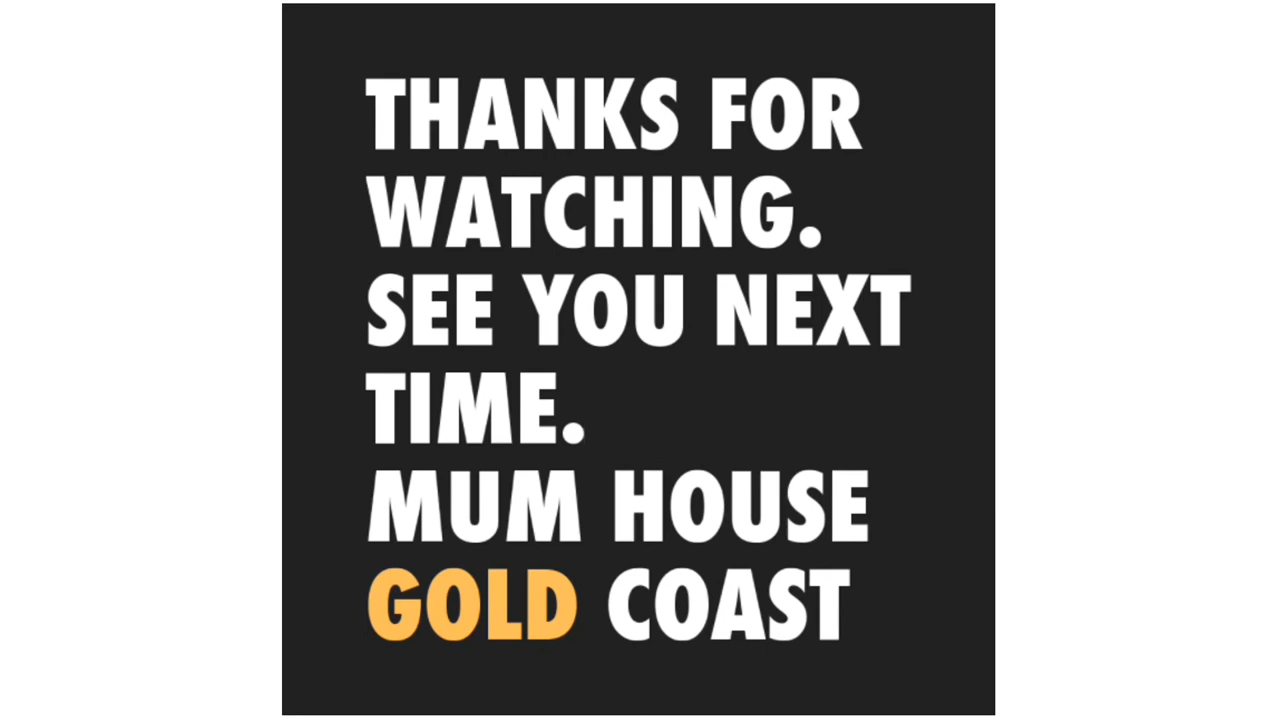 THANKS FOR
WATCHING.
SEE YOU NEXT
TIME.
MUM HOUSE
GOLD COAST